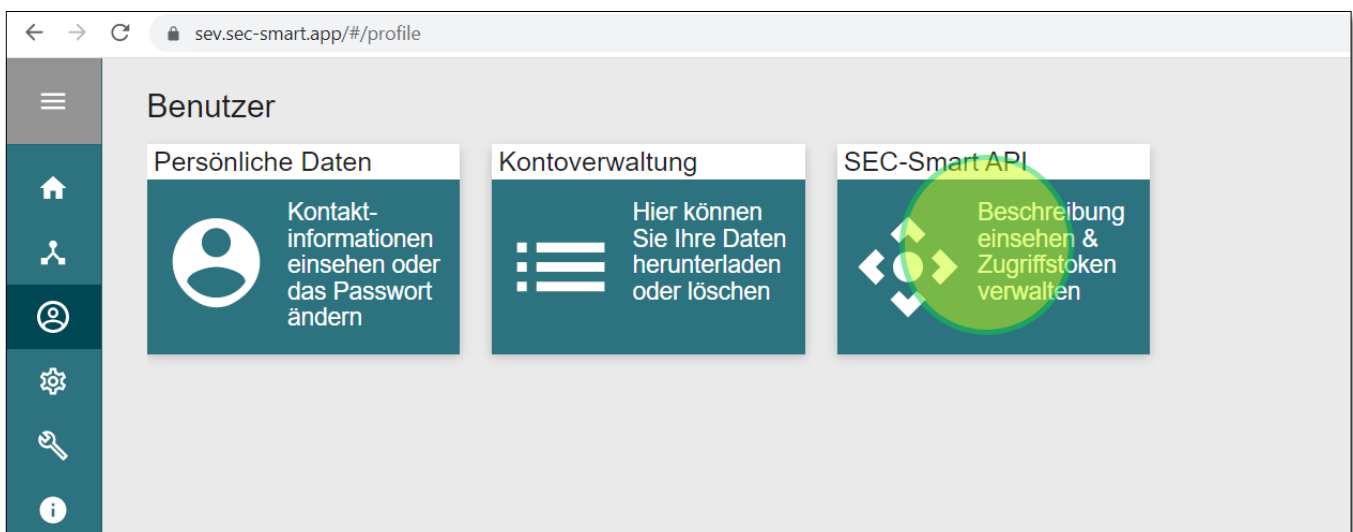 sev.sec-smart.app/#/profile
Benutzer
Persönliche Daten
Kontakt-
informationen
einsehen oder
das Passwort
ändern
Kontoverwaltung
Hier können
Sie Ihre Daten
herunterladen
oder löschen
SEC-Smart API
Beschreibung
einsehen &
Zugriffstoken
verwalten